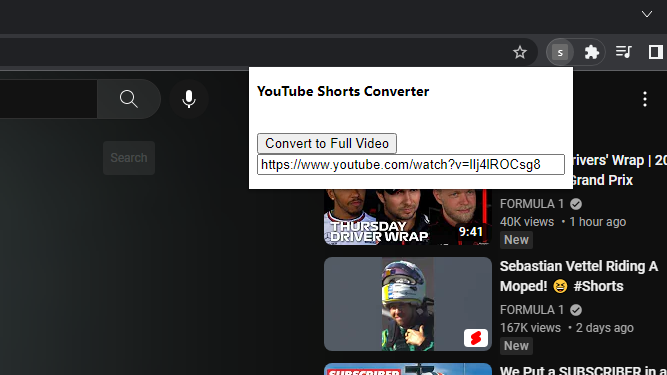 s
YouTube Shorts Converter
Convert to Full Video
https://www.youtube.com/watch?v=IIj4IROCsg8
Search
rivers' Wrap | 20
Grand Prix
FORMULA 1
40K views • 1 hour ago
New
THURSDAY
DRIVER WRAP
9:41
Sebastian Vettel Riding A
Moped! 😆 #Shorts
FORMULA 1
167K views • 2 days ago
New
We Put a SUBSCRIBER in a
SUBSCRIBER